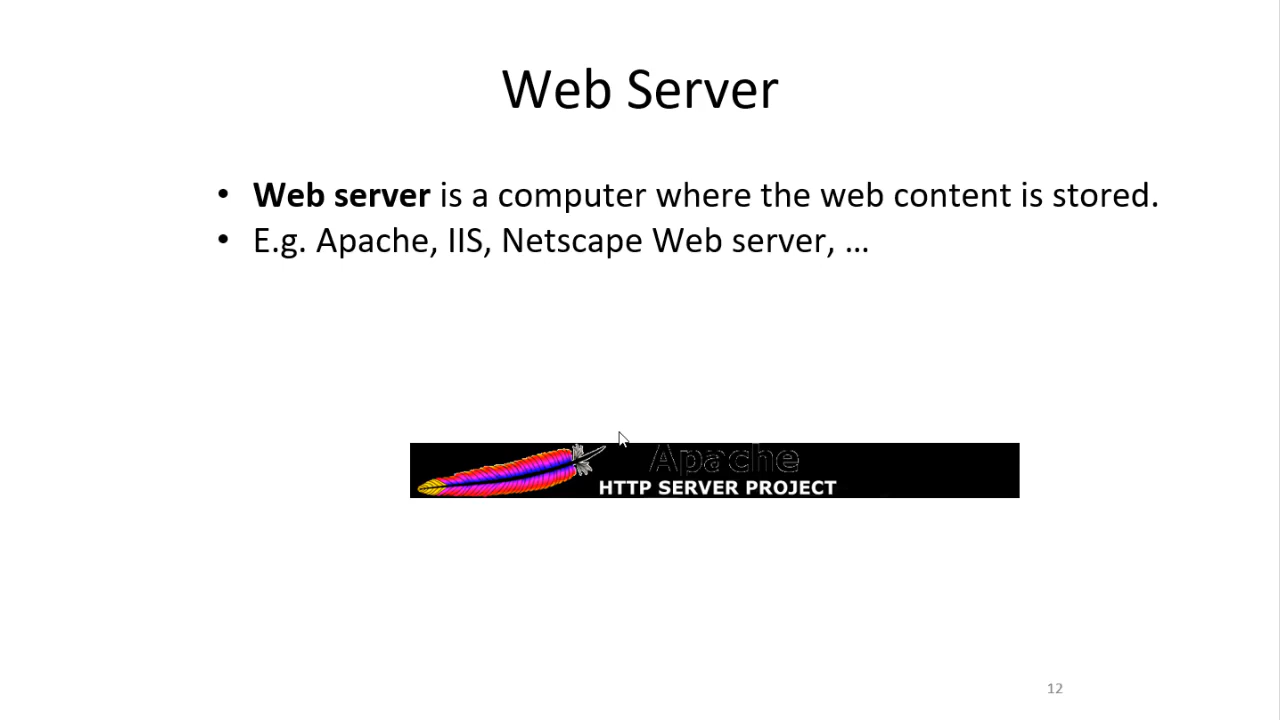 Web Server
• Web server is a computer where the web content is stored.
• E.g. Apache, IIS, Netscape Web server, ...
Apache
HTTP SERVER PROJECT
12